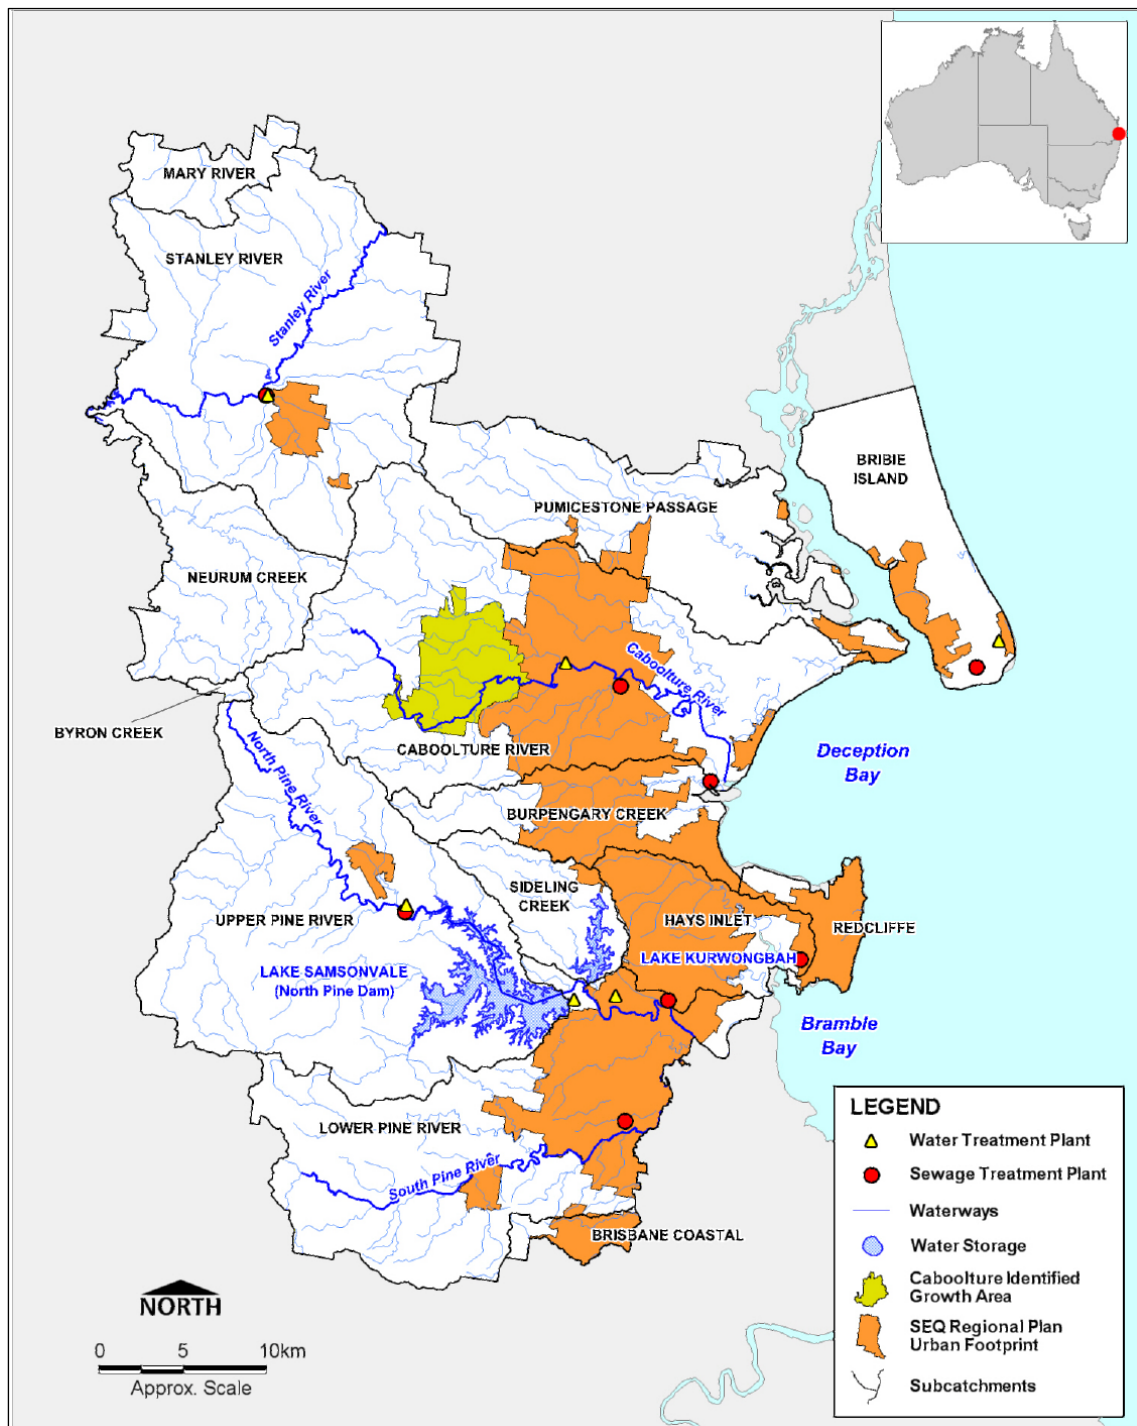 MARY RIVER
STANLEY RIVER
Stanley River
BRIBIE
ISLAND
PUMICESTONE PASSAGE
NEURUM CREEK
Caboolture River
BYRON CREEK
CABOOLTURE RIVER
North Pine River
Deception
Bay
BURPENGARY CREEK
SIDELING
CREEK
UPPER PINE RIVER
HAYS INLET
REDCLIFFE
LAKE KURWONGBAH
LAKE SAMSONVALE
(North Pine Dam)
Bramble
Bay
LOWER PINE RIVER
South Pine River
BRISBANE COASTAL
NORTH
0 5 10km
Approx. Scale
LEGEND
Water Treatment Plant
Sewage Treatment Plant
Waterways
Water Storage
Caboolture Identified
Growth Area
SEQ Regional Plan
Urban Footprint
Subcatchments